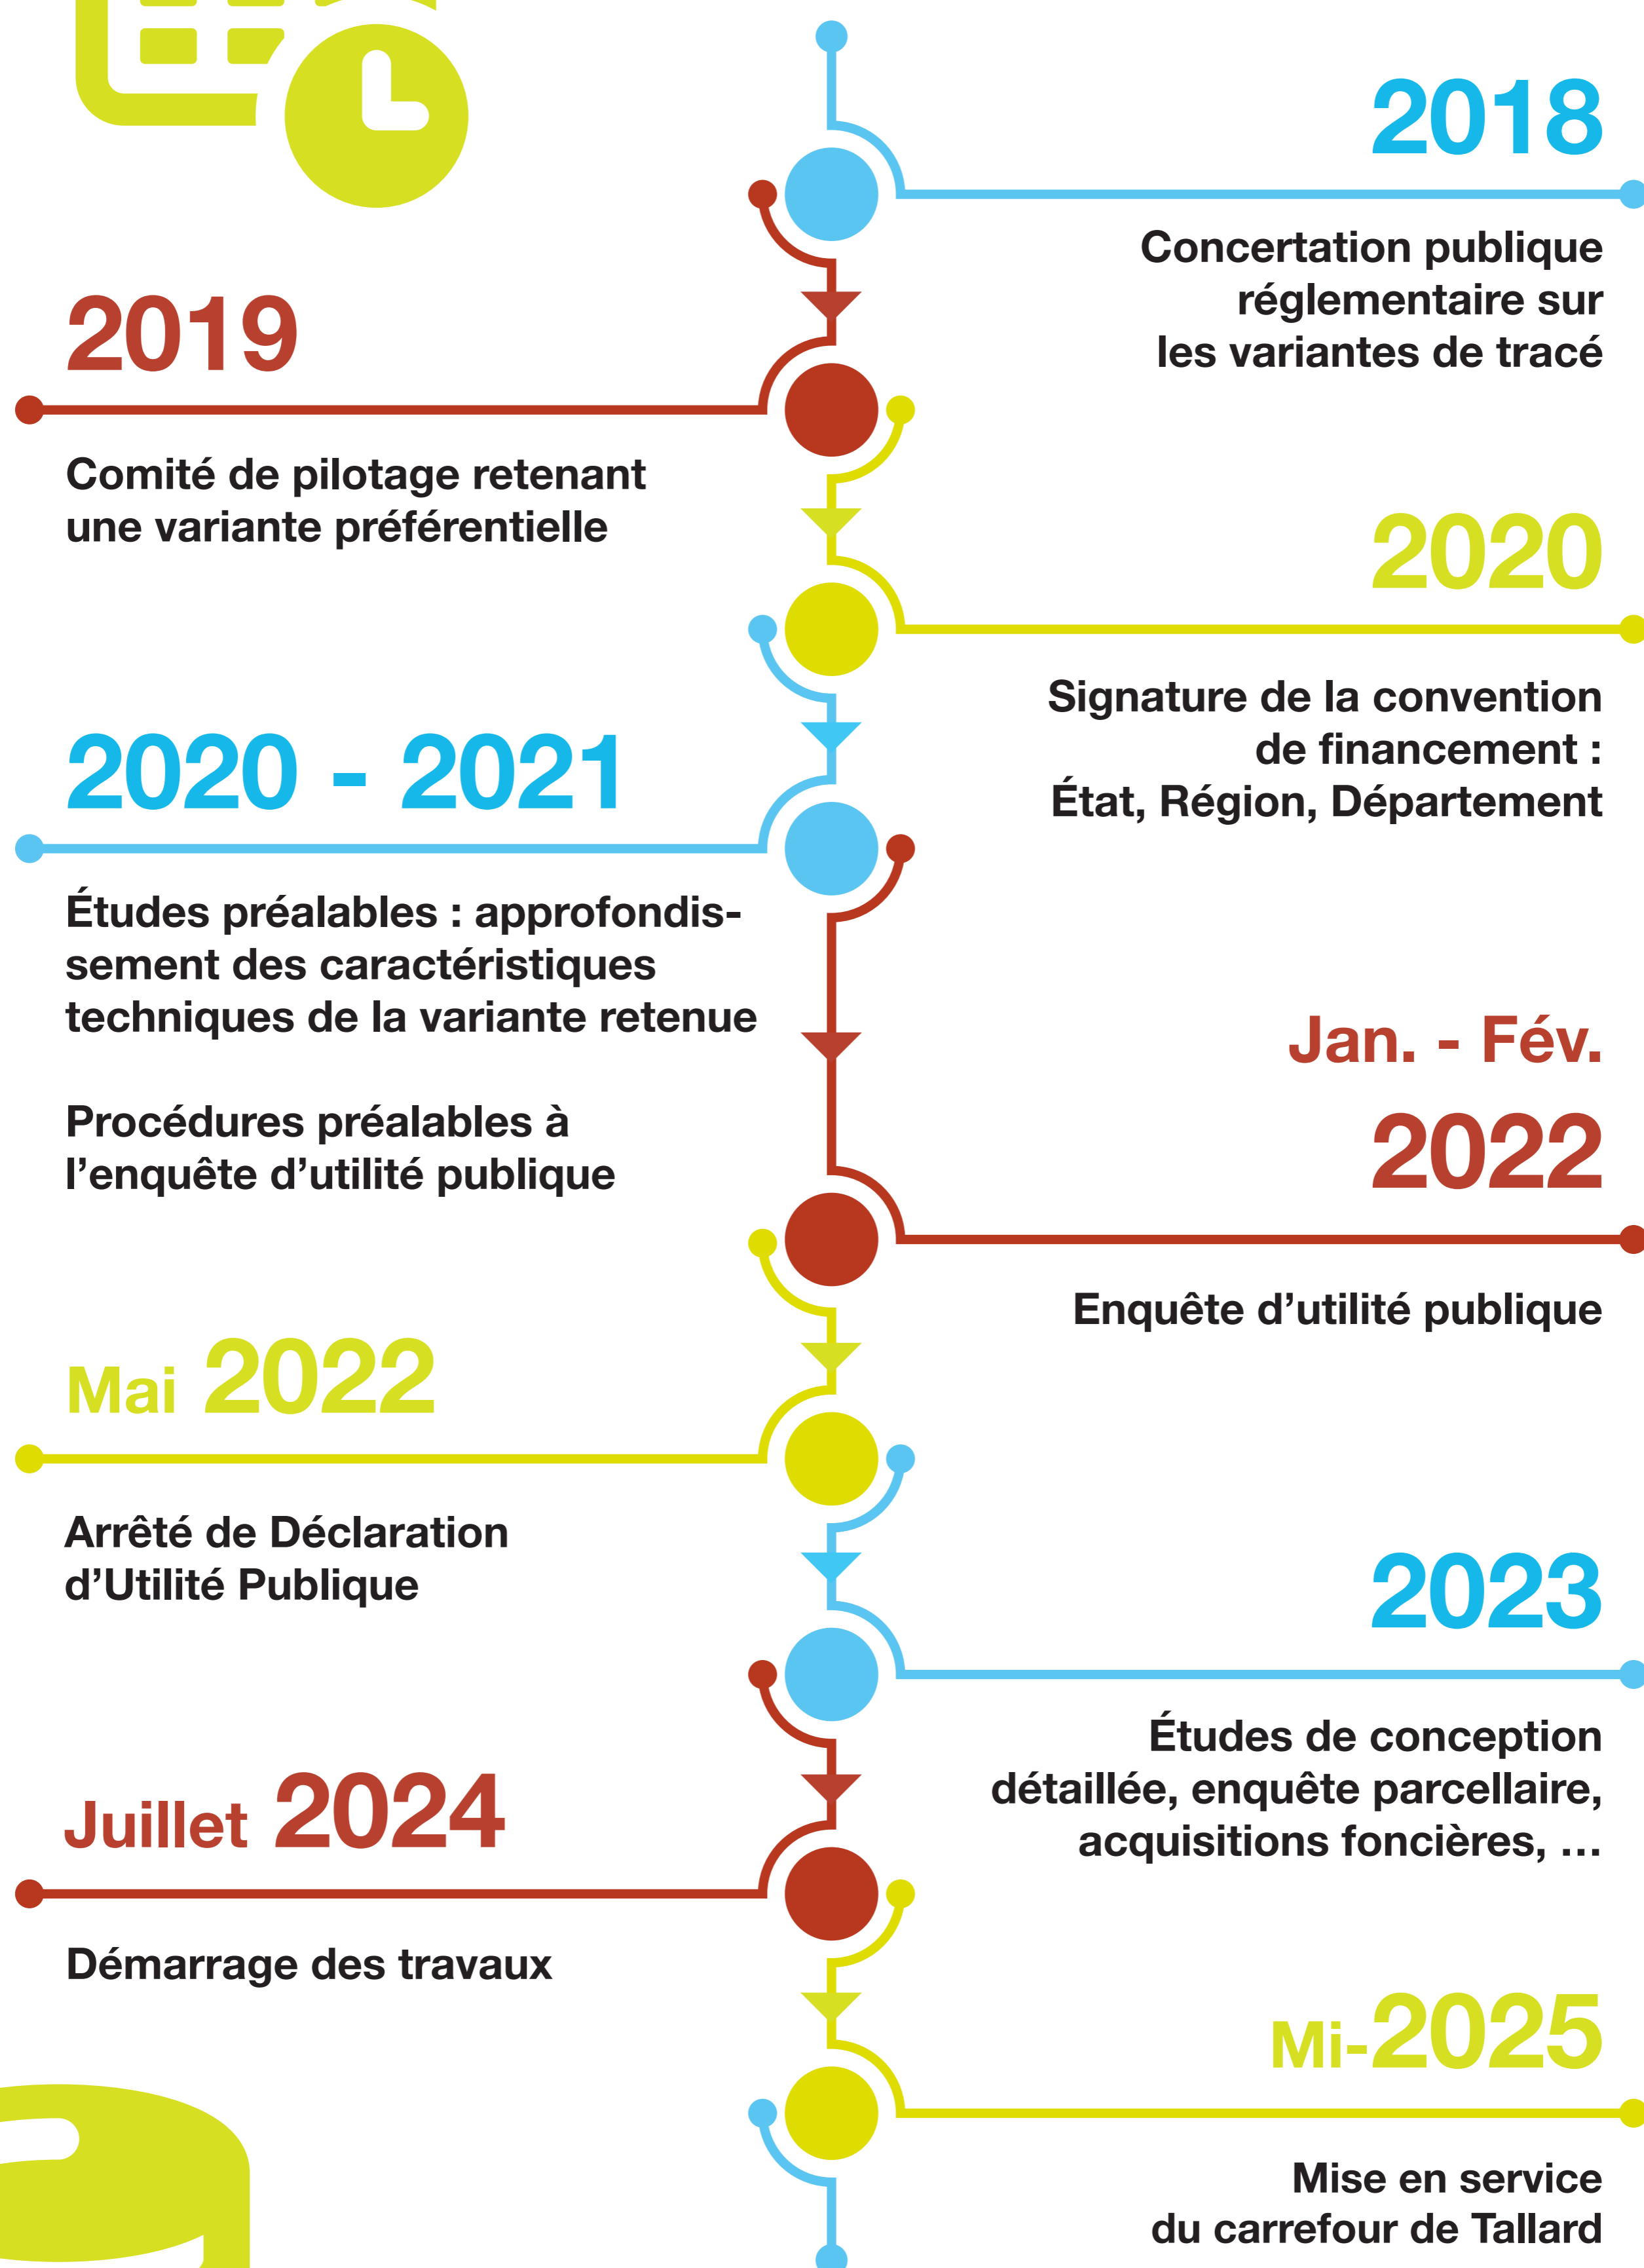 2018
Concertation publique
réglementaire sur
les variantes de tracé
2019
Comité de pilotage retenant
une variante préférentielle
2020
Signature de la convention
de financement :
État, Région, Département
2020 - 2021
Études préalables : approfondis-
sement des caractéristiques
techniques de la variante retenue
Procédures préalables à
l’enquête d’utilité publique
Jan. - Fév.
2022
Enquête d’utilité publique
Mai 2022
Arrêté de Déclaration
d’Utilité Publique
2023
Études de conception
détaillée, enquête parcellaire,
acquisitions foncières, ...
Juillet 2024
Démarrage des travaux
Mi-2025
Mise en service
du carrefour de Tallard